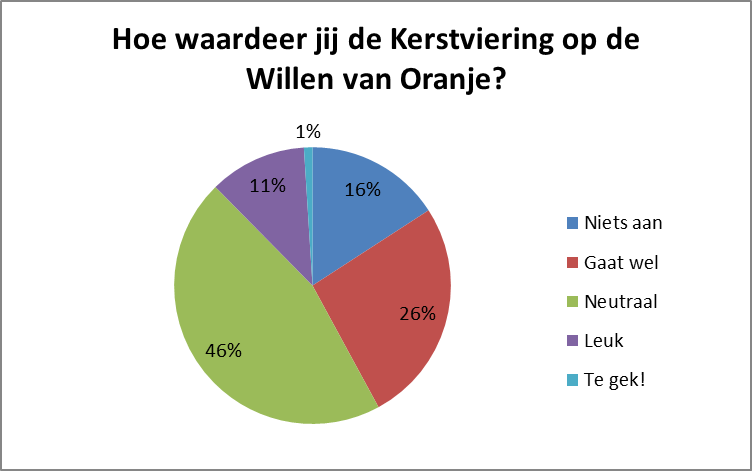 Hoe waardeer jij de Kerstviering op de
Willen van Oranje?
1%
16%
11%
26%
46%
Niets aan
Gaat wel
Neutraal
Leuk
Te gek!